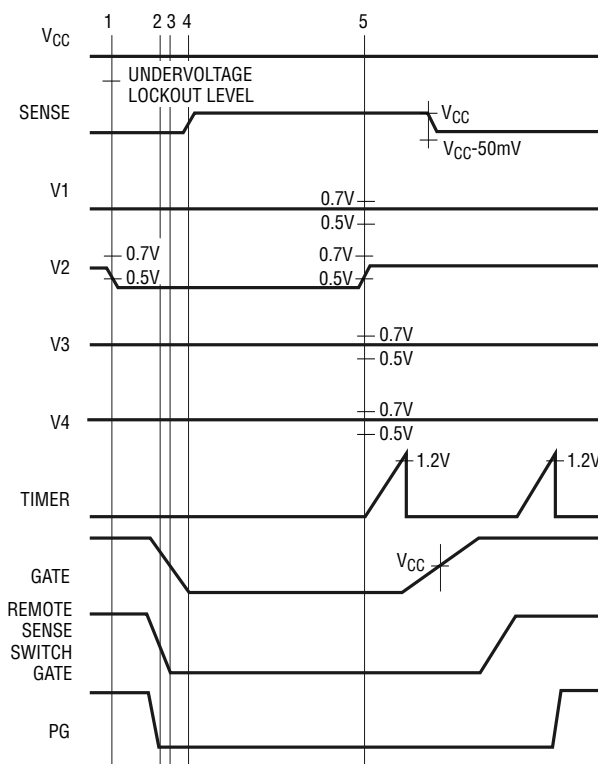 1 2 3 4 5
VCC
UNDERVOLTAGE
LOCKOUT LEVEL
SENSE
VCC
VCC-50mV
V1
0.7V
0.5V
V2
0.7V
0.5V
0.7V
0.5V
V3
0.7V
0.5V
V4
0.7V
0.5V
TIMER
1.2V
1.2V
GATE
VCC
REMOTE
SENSE
SWITCH
GATE
PG